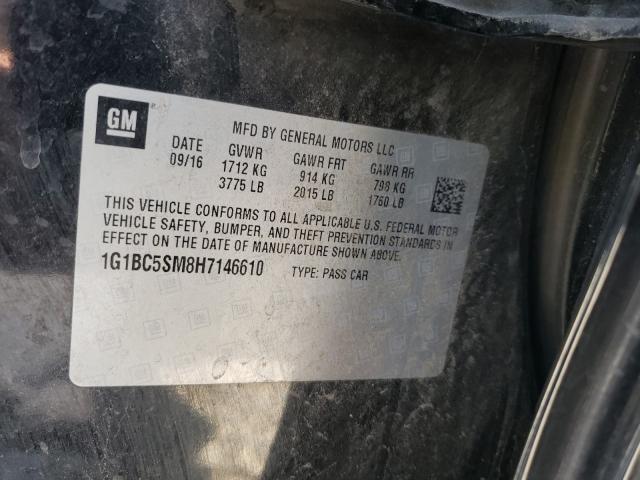 GM
MFD BY GENERAL MOTORS LLC
DATE GVWR GAWR FRT GAWR RR
09/16 1712 KG 914 KG 798 KG
3775 LB 2015 LB 1760 LB
THIS VEHICLE CONFORMS TO ALL APPLICABLE U.S. FEDERAL MOTOR
VEHICLE SAFETY, BUMPER, AND THEFT PREVENTION STANDARDS IN
EFFECT ON THE DATE OF MANUFACTURE SHOWN ABOVE.
1G1BC5SM8H7146610 TYPE: PASS CAR